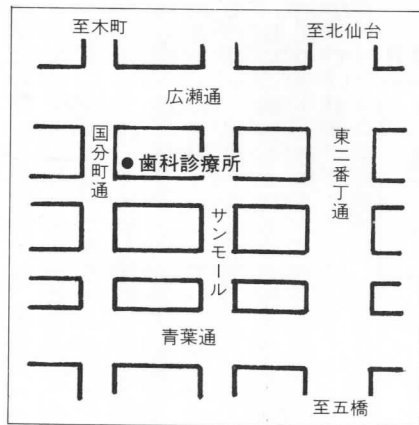 至木町
至北仙台
広瀬通
国分町通
東二番丁通
●歯科診療所
サンモール
青葉通
至五橋